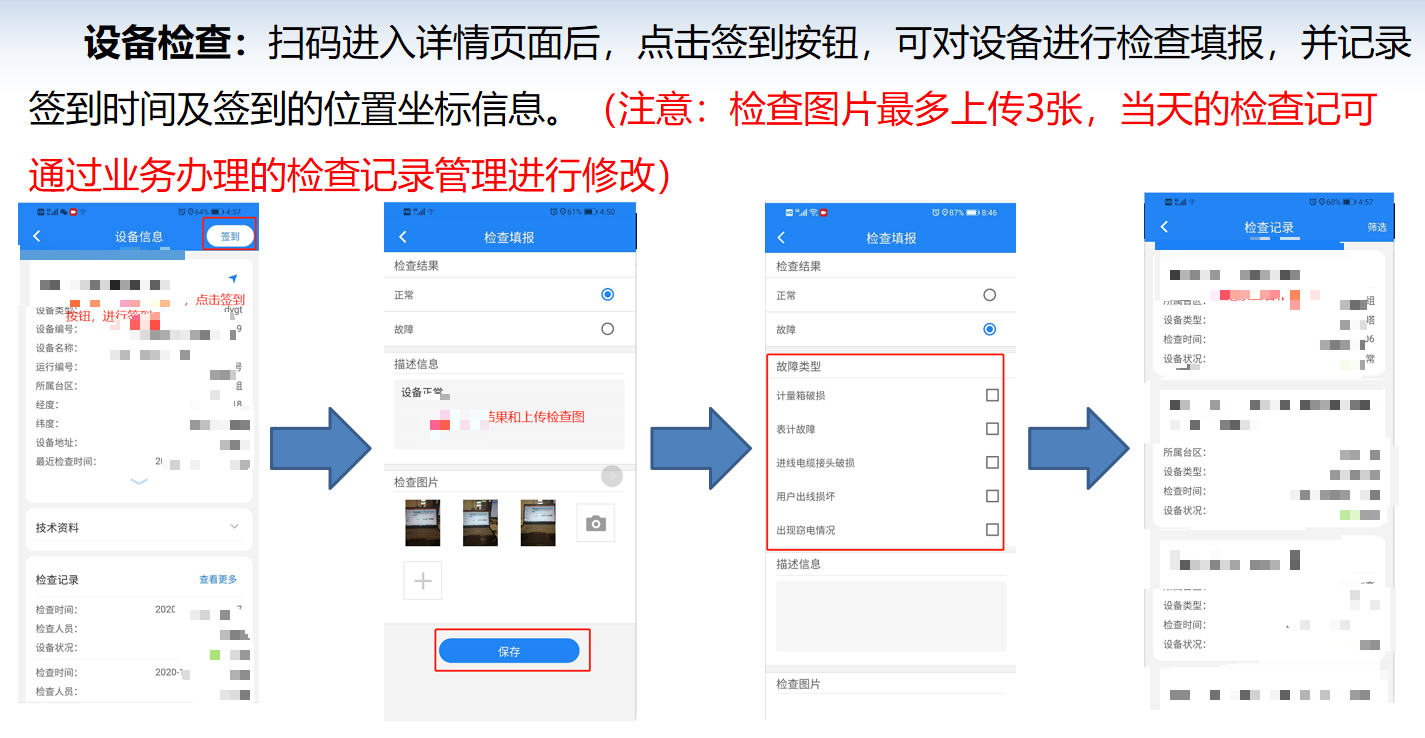 设备检查：扫码进入详情页面后，点击签到按钮，可对设备进行检查填报，并记录
签到时间及签到的位置坐标信息。（注意：检查图片最多上传3张，当天的检查记可
通过业务办理的检查记录管理进行修改）
64% 4:37
设备信息
签到
，点击签到
按钮，进行签到
设备类型
dygt
设备编号：
9
设备名称：
运行编号：
号
所属台区：
组
经度：
18
纬度：
设备地址：
最近检查时间：
技术资料
检查记录
查看更多
检查时间：
2020
检查人员：
设备状况：
检查时间：
2020-1
检查人员：
61% 4:50
检查填报
检查结果
正常
故障
描述信息
设备正常
结果和上传检查图
检查图片
保存
87% 8:46
检查填报
检查结果
正常
故障
故障类型
计量箱破损
表计故障
进线电缆接头破损
用户出线损坏
出现窃电情况
描述信息
检查图片
60% 4:57
检查记录
筛选
所属台区：
组
设备类型：
塔
检查时间：
06
设备状况：
常
所属台区：
设备类型：
检查时间：
设备状况：
设备类型：
检查时间：
设备状况：